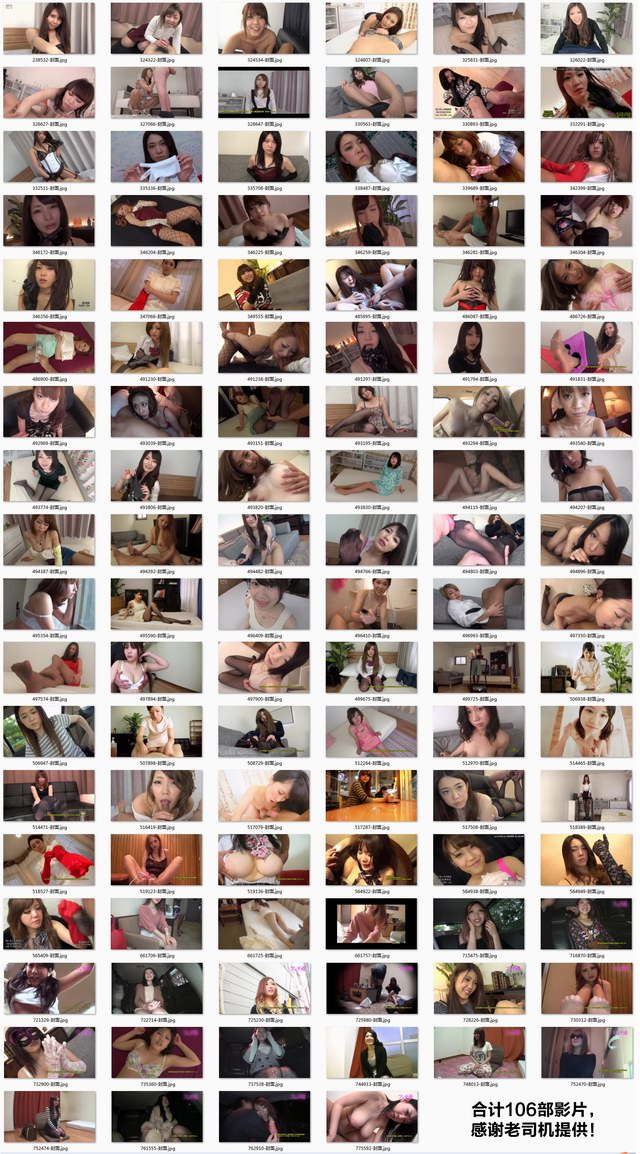 238532-封面.jpg 324322-封面.jpg 324534-封面.jpg 324807-封面.jpg 325831-封面.jpg 326022-封面.jpg
326627-封面.jpg 327066-封面.jpg 328647-封面.jpg 330563-封面.jpg 330893-封面.jpg 332291-封面.jpg
332511-封面.jpg 335336-封面.jpg 335708-封面.jpg 338487-封面.jpg 339689-封面.jpg 342399-封面.jpg
346172-封面.jpg 346204-封面.jpg 346225-封面.jpg 346259-封面.jpg 346281-封面.jpg 346304-封面.jpg
346356-封面.jpg 347066-封面.jpg 349555-封面.jpg 485995-封面.jpg 486087-封面.jpg 486726-封面.jpg
486900-封面.jpg 491230-封面.jpg 491238-封面.jpg 491297-封面.jpg 491794-封面.jpg 491831-封面.jpg
492969-封面.jpg 493039-封面.jpg 493151-封面.jpg 493195-封面.jpg 493294-封面.jpg 493540-封面.jpg
493774-封面.jpg 493806-封面.jpg 493820-封面.jpg 493830-封面.jpg 494115-封面.jpg 494207-封面.jpg
494387-封面.jpg 494392-封面.jpg 494482-封面.jpg 494766-封面.jpg 494803-封面.jpg 494896-封面.jpg
495354-封面.jpg 495590-封面.jpg 496409-封面.jpg 496410-封面.jpg 496993-封面.jpg 497350-封面.jpg
497574-封面.jpg 497894-封面.jpg 497900-封面.jpg 499675-封面.jpg 499725-封面.jpg 506938-封面.jpg
506947-封面.jpg 507898-封面.jpg 508729-封面.jpg 512264-封面.jpg 512970-封面.jpg 514465-封面.jpg
514471-封面.jpg 516419-封面.jpg 517079-封面.jpg 517287-封面.jpg 517508-封面.jpg 518389-封面.jpg
518527-封面.jpg 519123-封面.jpg 519136-封面.jpg 564922-封面.jpg 564938-封面.jpg 564949-封面.jpg
565409-封面.jpg 661706-封面.jpg 661725-封面.jpg 661757-封面.jpg 715475-封面.jpg 716870-封面.jpg
721329-封面.jpg 722714-封面.jpg 725230-封面.jpg 725980-封面.jpg 728226-封面.jpg 730312-封面.jpg
732900-封面.jpg 735360-封面.jpg 737538-封面.jpg 744913-封面.jpg 748013-封面.jpg 752470-封面.jpg
752474-封面.jpg 761555-封面.jpg 762910-封面.jpg 775592-封面.jpg
合计106部影片，
感谢老司机提供！